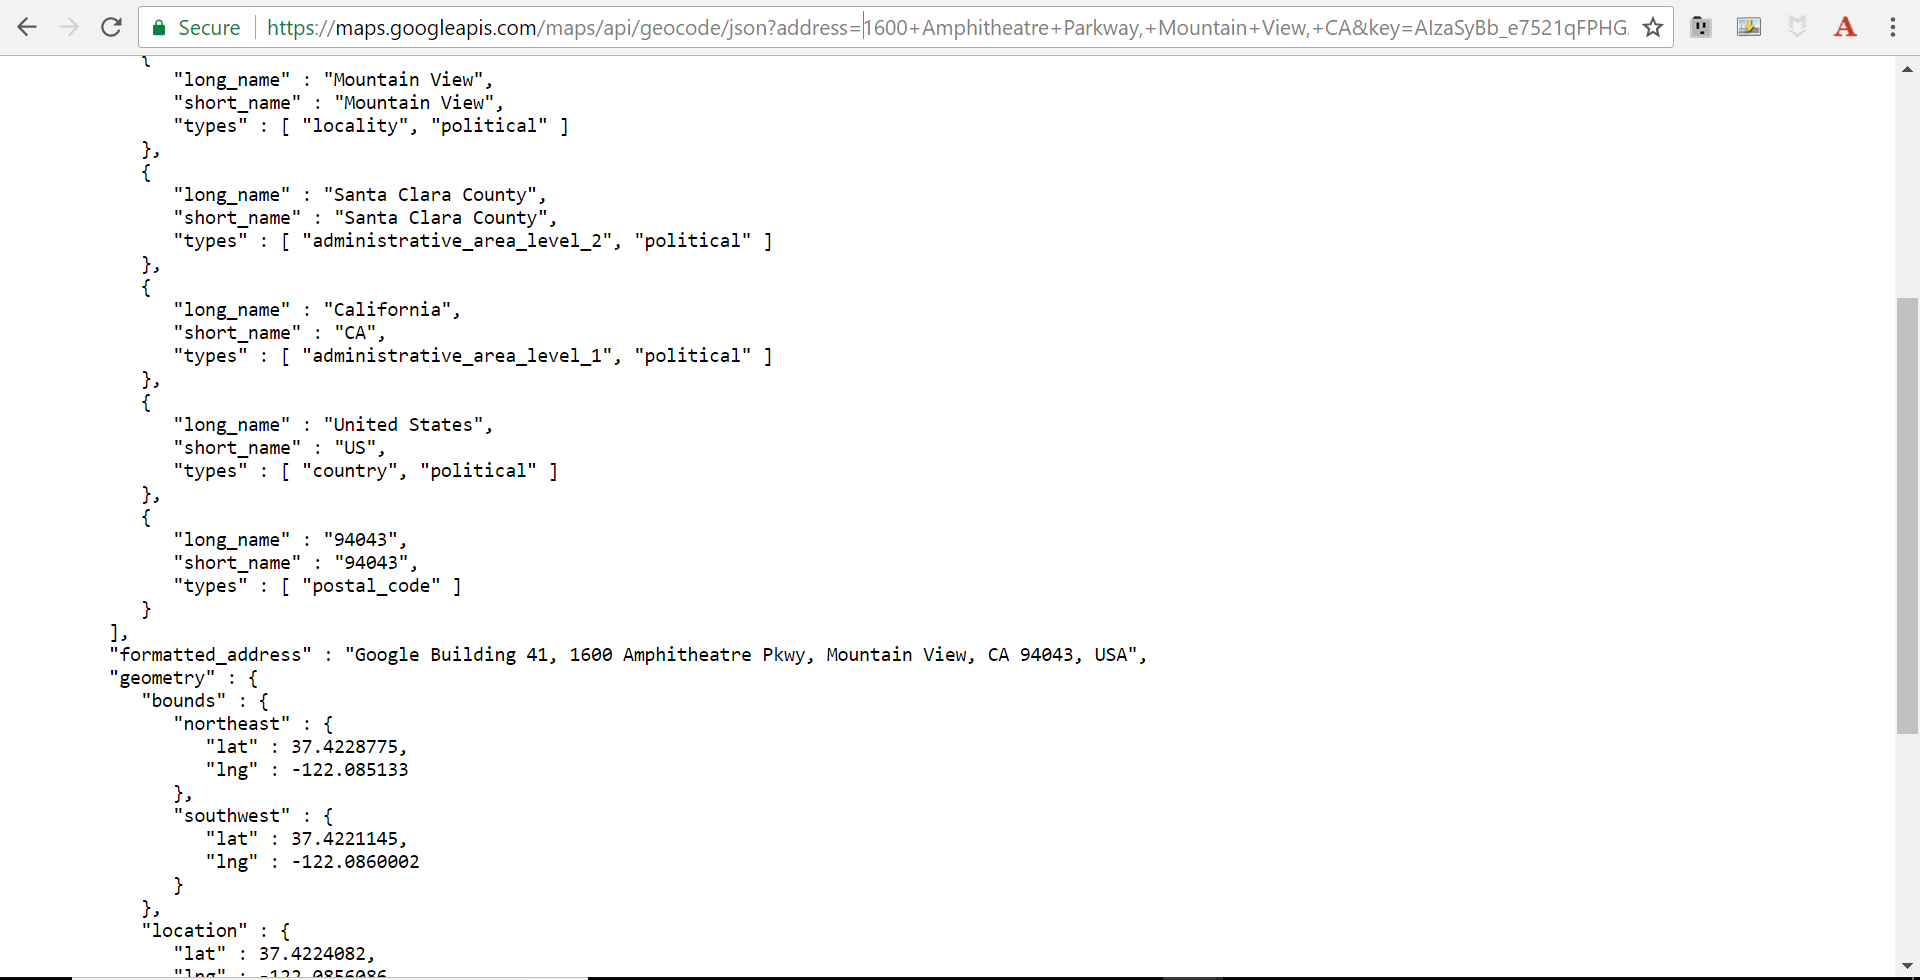 Secure https://maps.googleapis.com/maps/api/geocode/json?address=1600+Amphitheatre+Parkway,+Mountain+View,+CA&key=AIzaSyBb_e7521qFPHG
{
"long_name" : "Mountain View",
"short_name" : "Mountain View",
"types" : [ "locality", "political" ]
},
{
"long_name" : "Santa Clara County",
"short_name" : "Santa Clara County",
"types" : [ "administrative_area_level_2", "political" ]
},
{
"long_name" : "California",
"short_name" : "CA",
"types" : [ "administrative_area_level_1", "political" ]
},
{
"long_name" : "United States",
"short_name" : "US",
"types" : [ "country", "political" ]
},
{
"long_name" : "94043",
"short_name" : "94043",
"types" : [ "postal_code" ]
}
],
"formatted_address" : "Google Building 41, 1600 Amphitheatre Pkwy, Mountain View, CA 94043, USA",
"geometry" : {
"bounds" : {
"northeast" : {
"lat" : 37.4228775,
"lng" : -122.085133
},
"southwest" : {
"lat" : 37.4221145,
"lng" : -122.0860002
}
},
"location" : {
"lat" : 37.4224082,
"lng" : -122.0856086